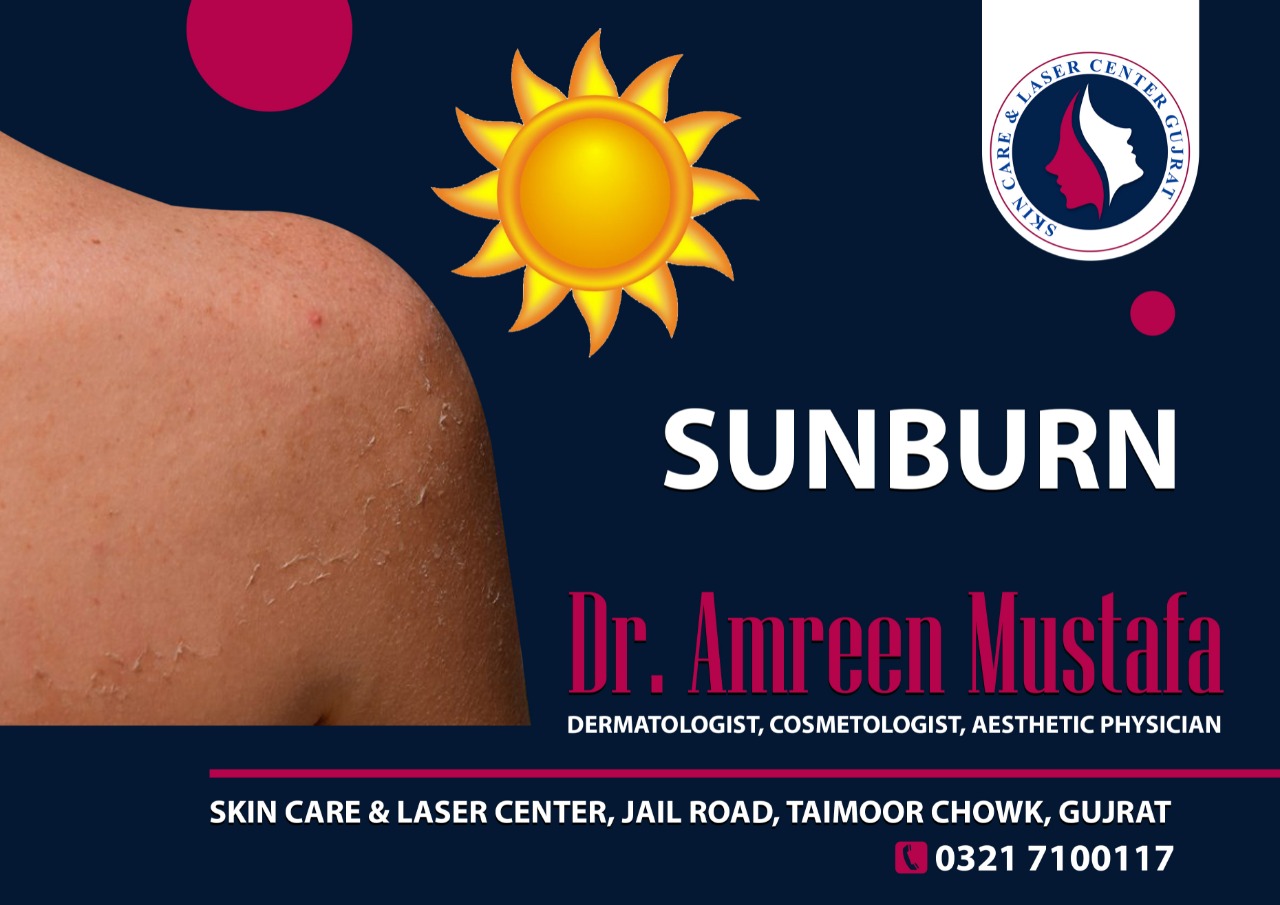 SKIN CARE & LASER CENTER GUJRAT
SUNBURN
Dr. Amreen Mustafa
DERMATOLOGIST, COSMETOLOGIST, AESTHETIC PHYSICIAN
SKIN CARE & LASER CENTER, JAIL ROAD, TAIMOOR CHOWK, GUJRAT
0321 7100117